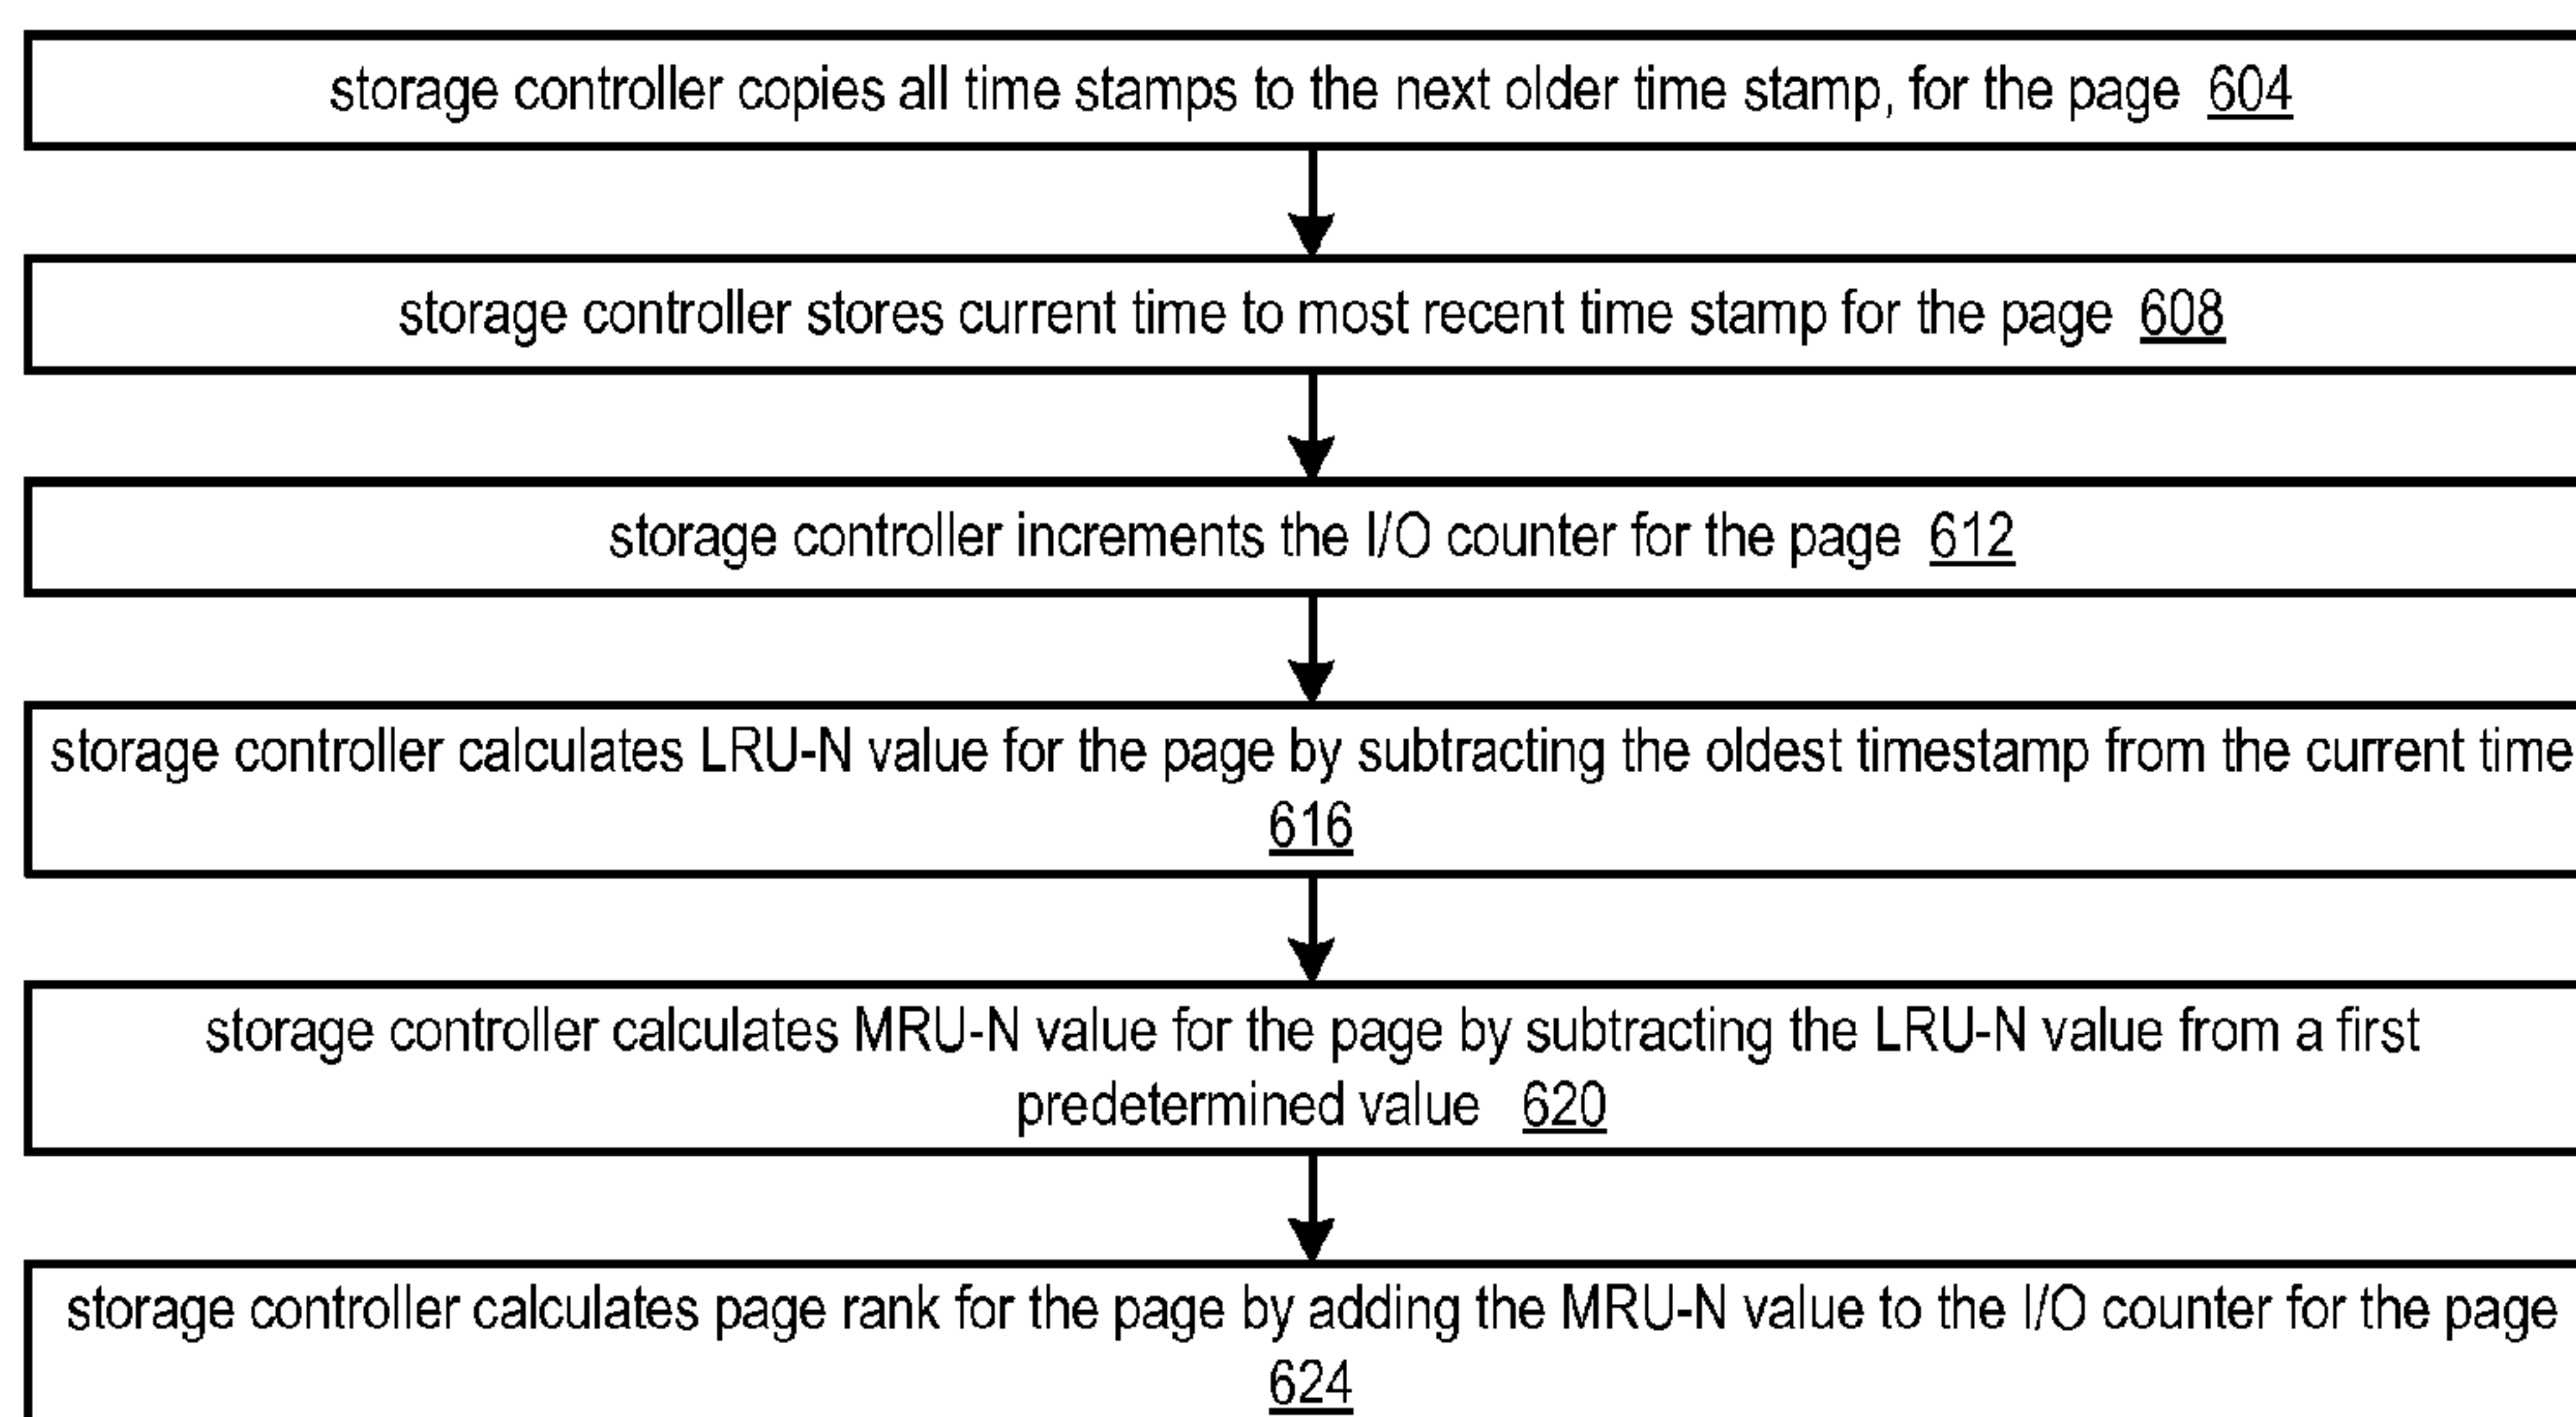 storage controller copies all time stamps to the next older time stamp, for the page 604
storage controller stores current time to most recent time stamp for the page 608
storage controller increments the I/O counter for the page 612
storage controller calculates LRU-N value for the page by subtracting the oldest timestamp from the current time
616
storage controller calculates MRU-N value for the page by subtracting the LRU-N value from a first
predetermined value 620
storage controller calculates page rank for the page by adding the MRU-N value to the I/O counter for the page
624